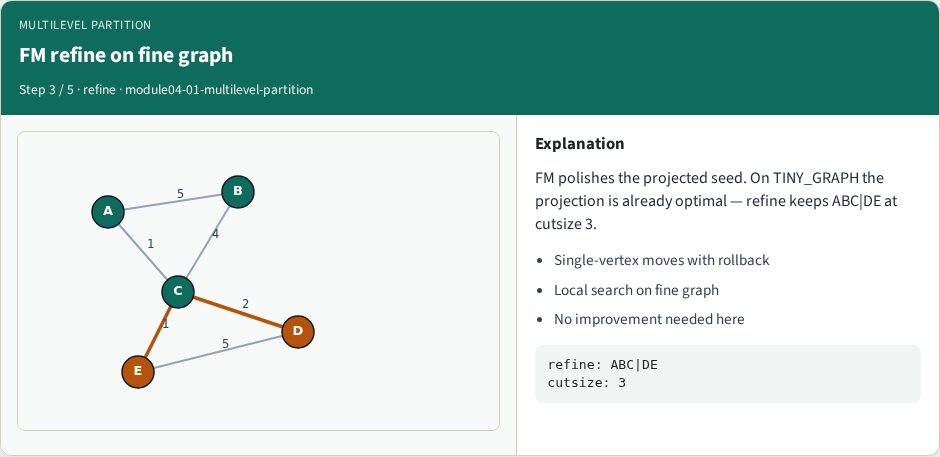 MULTILEVEL PARTITION
FM refine on fine graph
Step 3 / 5 · refine · module04-01-multilevel-partition
A
B
C
D
E
5
1
4
2
1
5
Explanation
FM polishes the projected seed. On TINY_GRAPH the
projection is already optimal — refine keeps ABC|DE at
cutsize 3.
• Single-vertex moves with rollback
• Local search on fine graph
• No improvement needed here
refine: ABC|DE
cutsize: 3